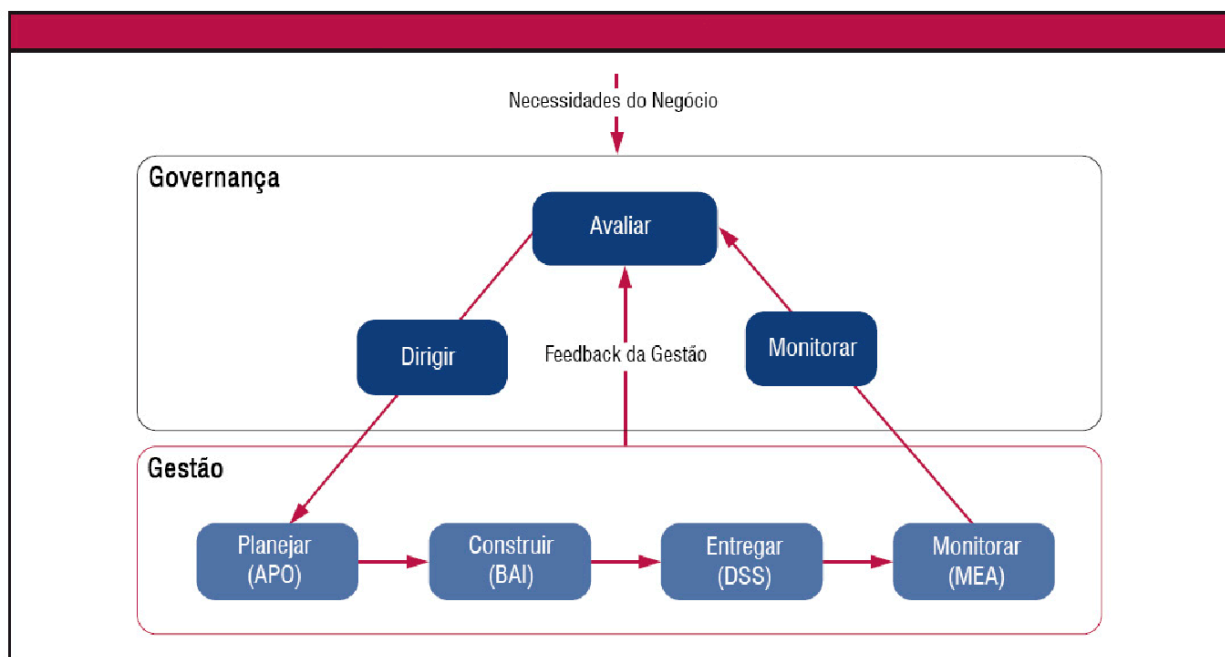 Necessidades do Negócio
Governança
Avaliar
Dirigir
Feedback da Gestão
Monitorar
Gestão
Planejar
(APO)
Construir
(BAI)
Entregar
(DSS)
Monitorar
(MEA)